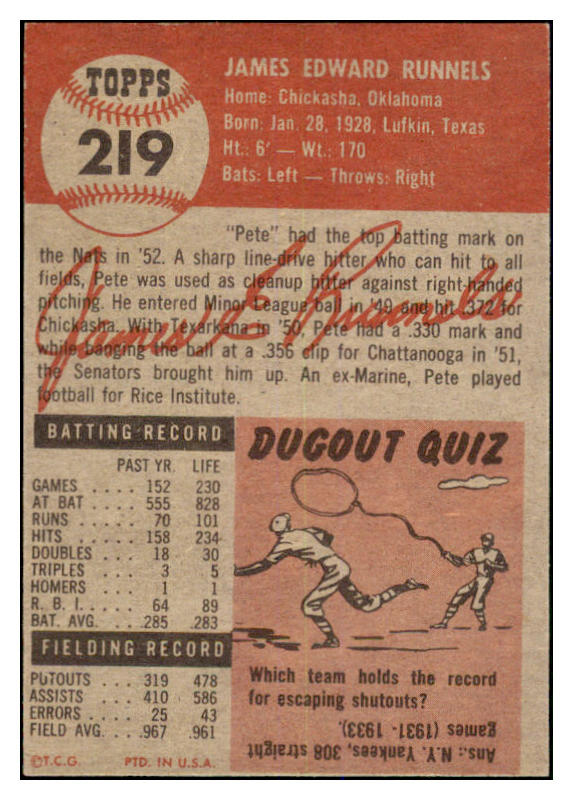 TOPPS
219
JAMES EDWARD RUNNELS
Home: Chickasha, Oklahoma
Born: Jan. 28, 1928, Lufkin, Texas
Ht.: 6' — Wt.: 170
Bats: Left — Throws: Right
"Pete" had the top batting mark on
the Nats in '52. A sharp line-drive hitter who can hit to all
fields, Pete was used as cleanup hitter against right-handed
pitching. He entered Minor League ball in '49 and hit .372 for
Chickasha. With Texarkana in '50, Pete had a .330 mark and
while banging the ball at a .356 clip for Chattanooga in '51,
the Senators brought him up. An ex-Marine, Pete played
football for Rice Institute.
James E. Runnels
BATTING RECORD
PAST YR. LIFE
GAMES .... 152 230
AT BAT .... 555 828
RUNS .... 70 101
HITS .... 158 234
DOUBLES ... 18 30
TRIPLES ... 3 5
HOMERS ... 1 1
R. B. I. .... 64 89
BAT. AVG. .. .285 .283
FIELDING RECORD
PUTOUTS ... 319 478
ASSISTS ... 410 586
ERRORS ... 25 43
FIELD AVG. .. .967 .961
©T.C.G. PTD. IN U.S.A.
DUGOUT QUIZ
Which team holds the record
for escaping shutouts?
Ans.: N. Y. Yankees, 308 straight
games (1931 - 1933).